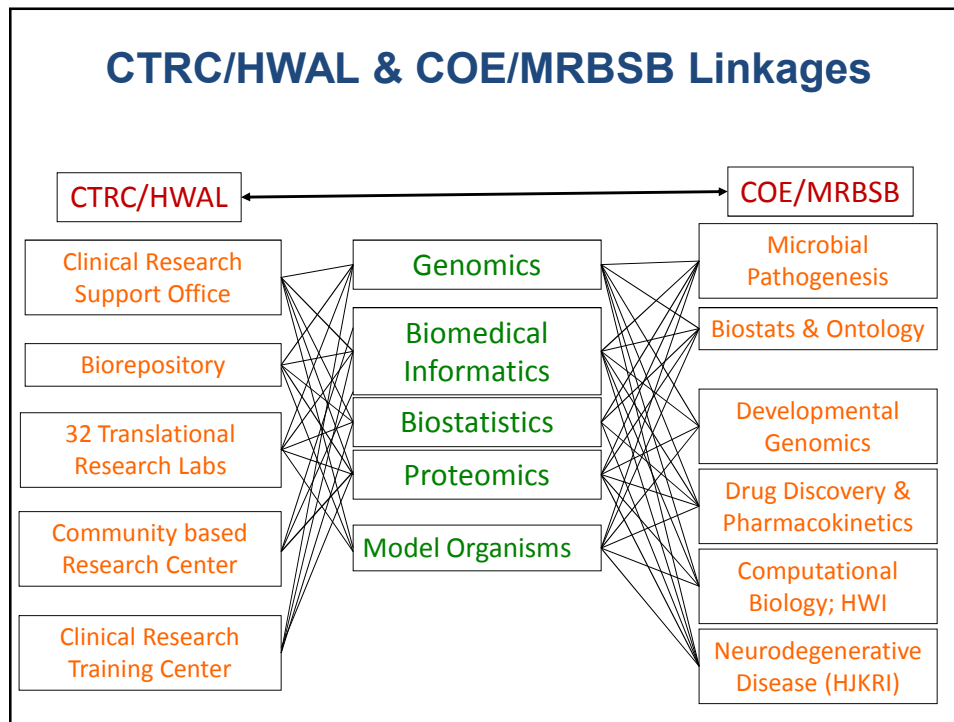 CTRC/HWAL & COE/MRBSB Linkages
CTRC/HWAL
COE/MRBSB
Clinical Research
Support Office
Biorepository
32 Translational
Research Labs
Community based
Research Center
Clinical Research
Training Center
Genomics
Biomedical
Informatics
Biostatistics
Proteomics
Model Organisms
Microbial
Pathogenesis
Biostats & Ontology
Developmental
Genomics
Drug Discovery &
Pharmacokinetics
Computational
Biology; HWI
Neurodegenerative
Disease (HJKRI)